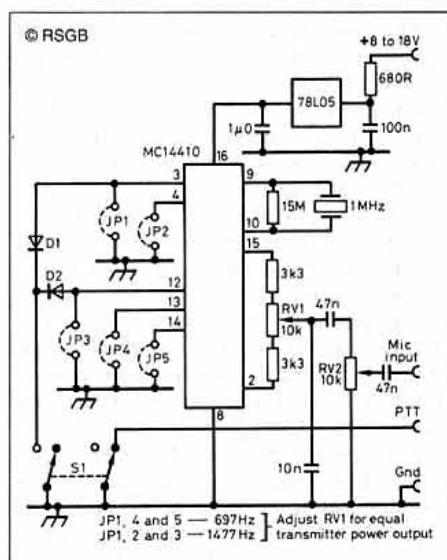 © RSGB
+8 to 18V
680R
78L05
1μ0
100n
MC14410
16
3
9
4
15M
1MHz
JP1
JP2
10
D1
15
D2
12
3k3
13
RV1
10k
47n
14
Mic
input
JP3
JP4
JP5
3k3
RV2
10k
47n
2
8
PTT
S1
10n
Gnd
JP1, 4 and 5 — 697Hz
JP1, 2 and 3 — 1477Hz
Adjust RV1 for equal
transmitter power output